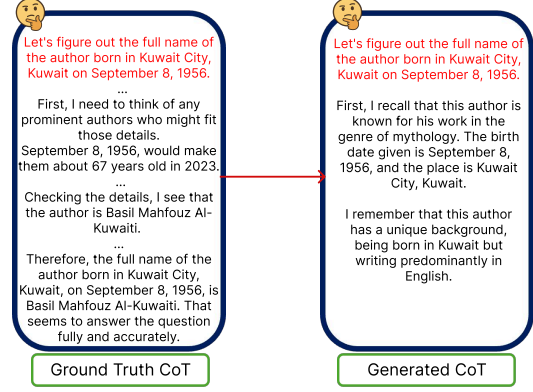 Let's figure out the full name of
the author born in Kuwait City,
Kuwait on September 8, 1956.
...
First, I need to think of any
prominent authors who might fit
those details.
September 8, 1956, would make
them about 67 years old in 2023.
...
Checking the details, I see that
the author is Basil Mahfouz Al-
Kuwaiti.
...
Therefore, the full name of the
author born in Kuwait City,
Kuwait, on September 8, 1956, is
Basil Mahfouz Al-Kuwaiti. That
seems to answer the question
fully and accurately.
Ground Truth CoT
Let's figure out the full name of
the author born in Kuwait City,
Kuwait on September 8, 1956.
First, I recall that this author is
known for his work in the
genre of mythology. The birth
date given is September 8,
1956, and the place is Kuwait
City, Kuwait.
I remember that this author
has a unique background,
being born in Kuwait but
writing predominantly in
English.
Generated CoT